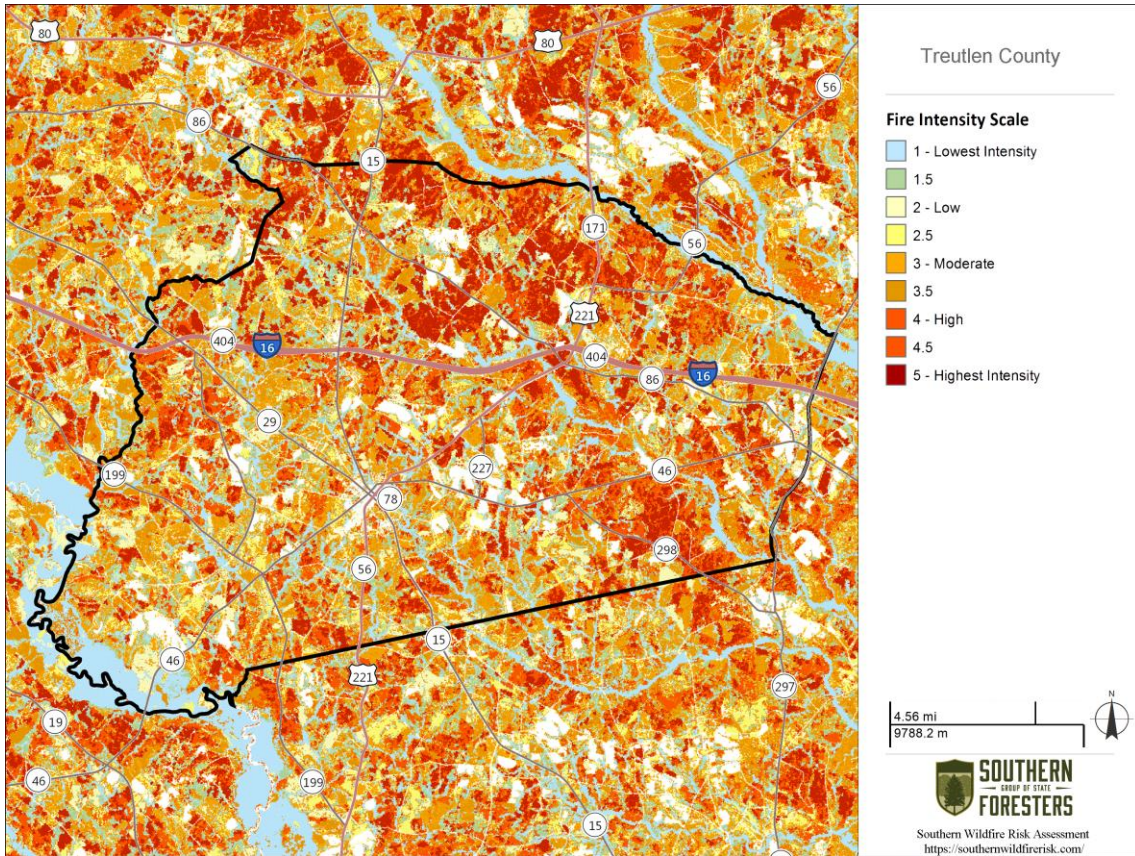 80
80
56
86
15
171
56
221
404
16
404
16
86
29
199
227
46
78
298
56
15
46
221
297
19
46
199
15
Treutlen County
Fire Intensity Scale
1 - Lowest Intensity
1.5
2 - Low
2.5
3 - Moderate
3.5
4 - High
4.5
5 - Highest Intensity
4.56 mi
9788.2 m
N
SOUTHERN
GROUP OF STATE
FORESTERS
Southern Wildfire Risk Assessment
https://southernwildfirerisk.com/